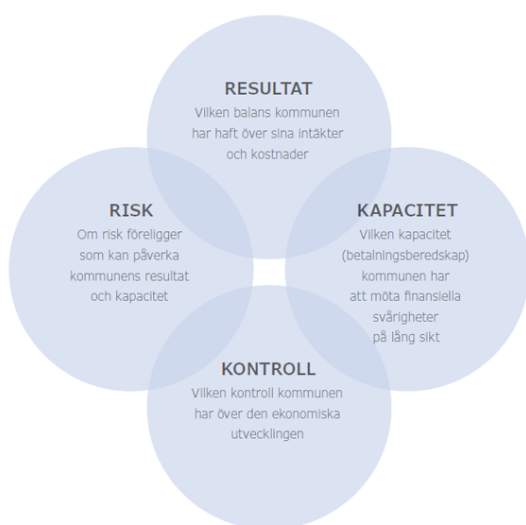 RESULTAT
Vilken balans kommunen
har haft över sina intäkter
och kostnader
RISK
Om risk föreligger
som kan påverka
kommunens resultat
och kapacitet
KAPACITET
Vilken kapacitet
(betalningsberedskap)
kommunen har
att möta finansiella
svårigheter
på lång sikt
KONTROLL
Vilken kontroll kommunen
har över den ekonomiska
utvecklingen